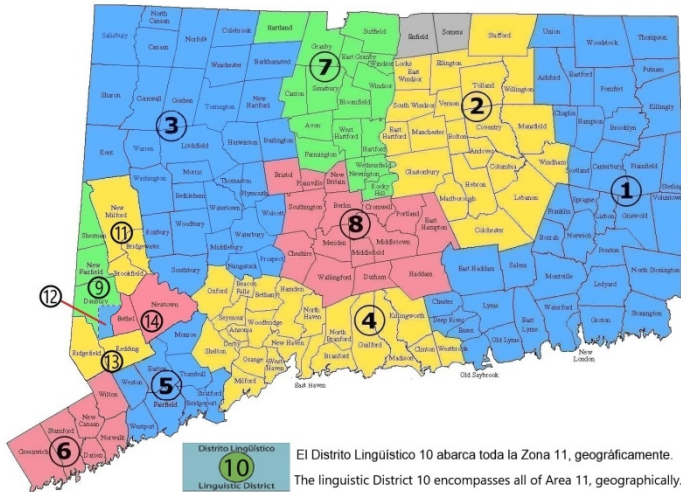 North Canaan
Colebrook
Hartland
Suffield
Enfield
Somers
Stafford
Union
Woodstock
Thompson
Salisbury
Canaan
Norfolk
Winchester
Barkhamsted
Granby
East Granby
Windsor Locks
East Windsor
Ellington
Tolland
Willington
Ashford
Eastford
Pomfret
Putnam
7
2
Sharon
Cornwall
Goshen
Torrington
New Hartford
Canton
Simsbury
Bloomfield
Windsor
South Windsor
Vernon
Coventry
Mansfield
Chaplin
Hampton
Brooklyn
Killingly
3
Kent
Warren
Litchfield
Harwinton
Burlington
Avon
West Hartford
Hartford
East Hartford
Manchester
Bolton
Andover
Columbia
Windham
Scotland
Canterbury
Plainfield
Sterling
1
Washington
Morris
Bethlehem
Thomaston
Plymouth
Bristol
Farmington
Plainville
New Britain
Newington
Wethersfield
Rocky Hill
Glastonbury
Hebron
Marlborough
Lebanon
Franklin
Norwich
Sprague
Lisbon
Griswold
Voluntown
New Milford
11
Roxbury
Woodbury
Watertown
Wolcott
Waterbury
Middlebury
Southington
Berlin
Cromwell
Portland
East Hampton
8
Colchester
Bozrah
Preston
Sherman
Bridgewater
Brookfield
Southbury
Naugatuck
Prospect
Cheshire
Meriden
Middletown
Middlefield
Wallingford
Durham
Haddam
East Haddam
Salem
Montville
Ledyard
North Stonington
New Fairfield
9
Danbury
12
Bethel
Newtown
14
Oxford
Beacon Falls
Bethany
Hamden
Seymour
Ansonia
Woodbridge
North Haven
4
North Branford
Guilford
Killingworth
Chester
Deep River
Essex
Lyme
East Lyme
Waterford
Groton
Stonington
Ridgefield
13
Redding
Monroe
Shelton
Derby
Orange
New Haven
West Haven
Milford
Branford
Madison
Clinton
Westbrook
Old Lyme
New London
Old Saybrook
East Haven
Wilton
Weston
Easton
5
Trumbull
Stratford
Fairfield
Bridgeport
Westport
Stamford
New Canaan
6
Greenwich
Darien
Norwalk
Distrito Lingüístico
10
Linguistic District
El Distrito Lingüístico 10 abarca toda la Zona 11, geográficamente.
The linguistic District 10 encompasses all of Area 11, geographically.